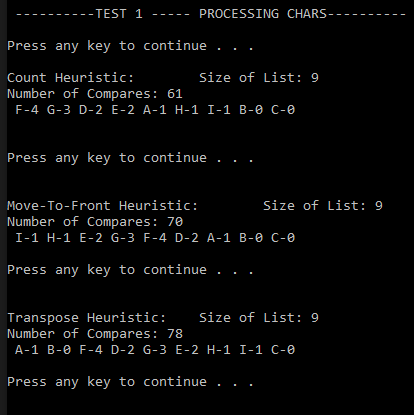 ----------TEST 1 ----- PROCESSING CHARS----------
Press any key to continue . . .
Count Heuristic:        Size of List: 9
Number of Compares: 61
F-4 G-3 D-2 E-2 A-1 H-1 I-1 B-0 C-0
Press any key to continue . . .
Move-To-Front Heuristic:        Size of List: 9
Number of Compares: 70
I-1 H-1 E-2 G-3 F-4 D-2 A-1 B-0 C-0
Press any key to continue . . .
Transpose Heuristic:    Size of List: 9
Number of Compares: 78
A-1 B-0 F-4 D-2 G-3 E-2 H-1 I-1 C-0
Press any key to continue . . .